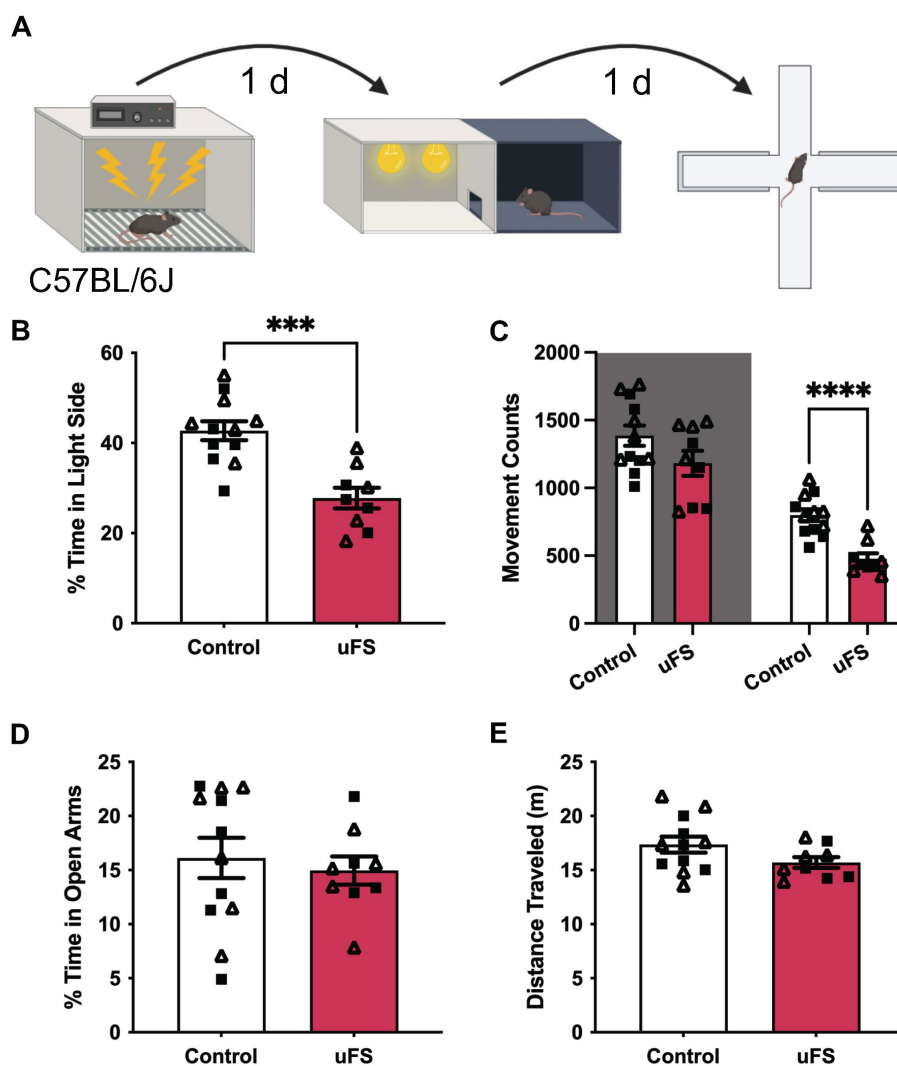 A
1 d
1 d
C57BL/6J
B
% Time in Light Side
60
40
20
0
***
Control
uFS
C
Movement Counts
2000
1500
1000
500
0
****
Control
uFS
Control
uFS
D
% Time in Open Arms
25
20
15
10
5
0
Control
uFS
E
Distance Traveled (m)
25
20
15
10
5
0
Control
uFS